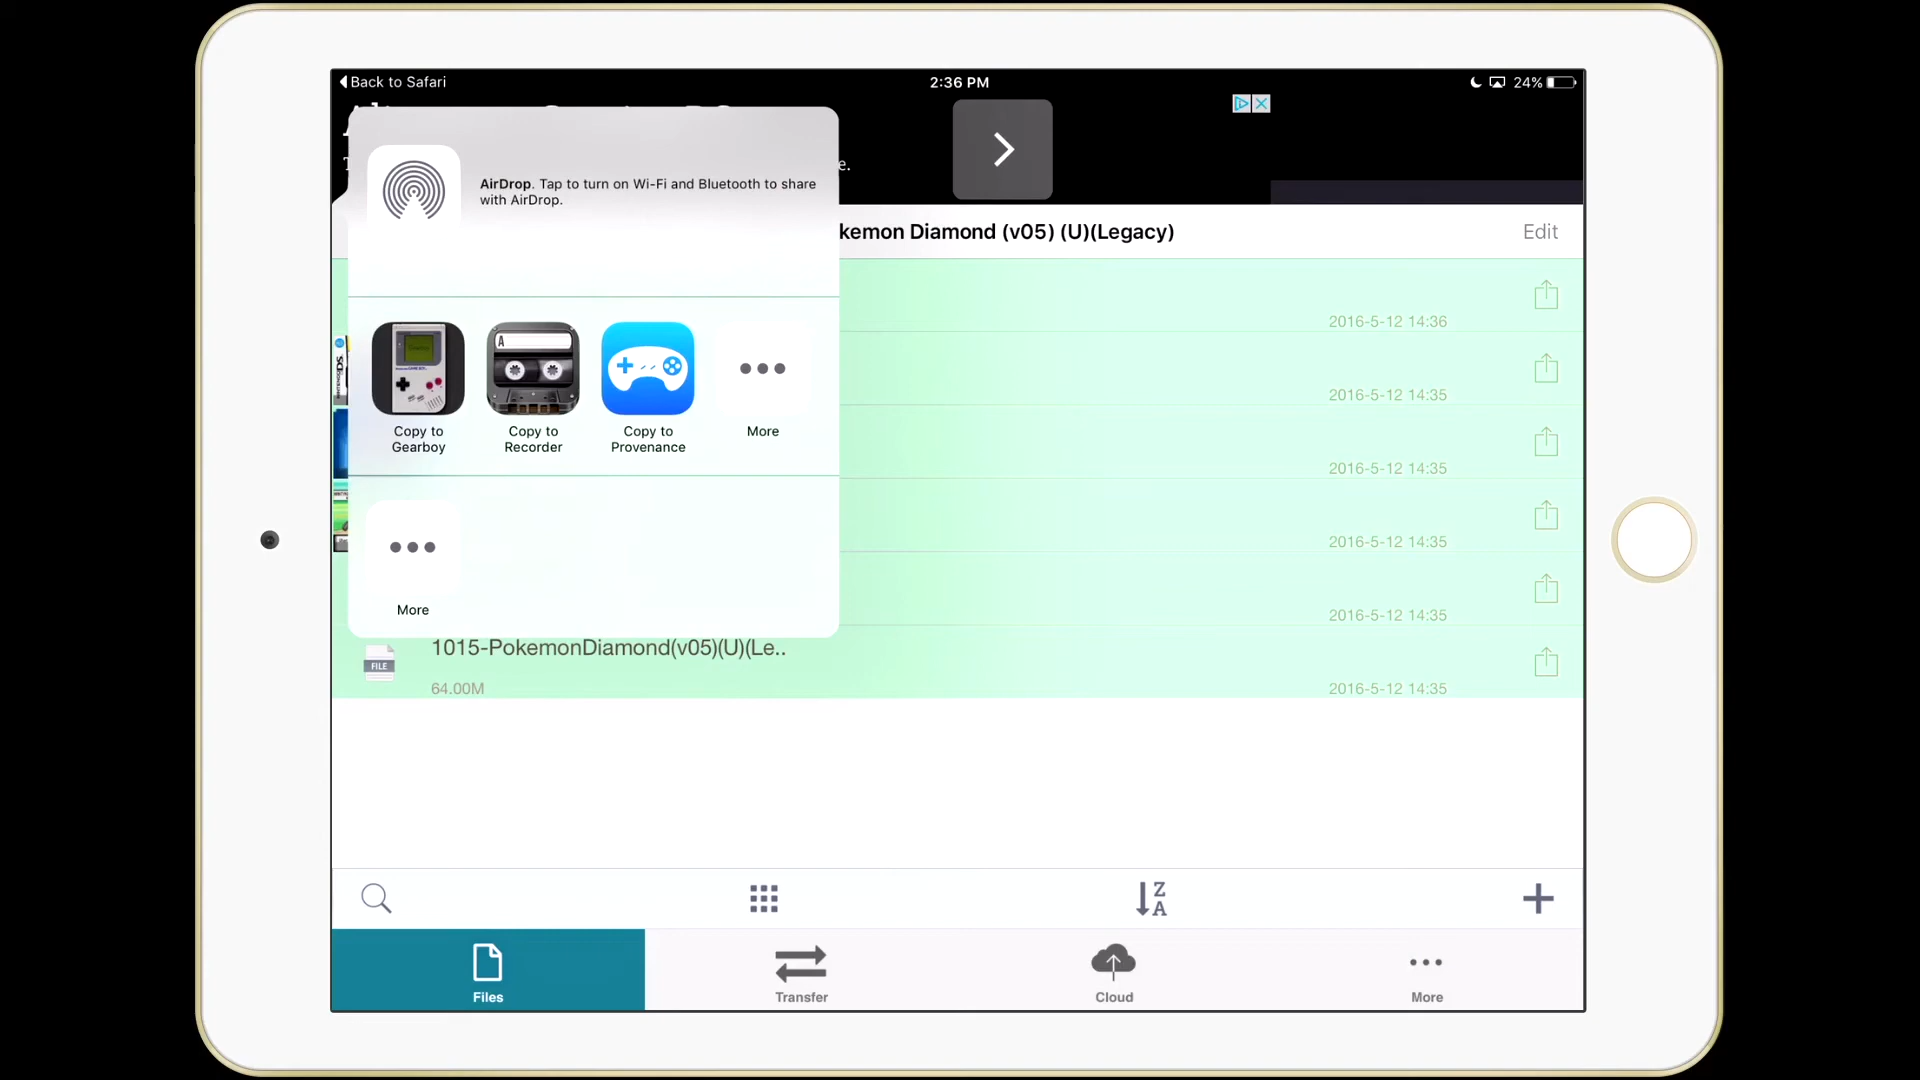 Back to Safari
2:36 PM
24%
AirDrop. Tap to turn on Wi-Fi and Bluetooth to share
with AirDrop.
e.
kemon Diamond (v05) (U)(Legacy)
Edit
A
Copy to
Gearboy
Copy to
Recorder
Copy to
Provenance
More
More
2016-5-12 14:36
2016-5-12 14:35
2016-5-12 14:35
2016-5-12 14:35
2016-5-12 14:35
FILE
1015-PokemonDiamond(v05)(U)(Le..
64.00M
2016-5-12 14:35
Z
A
Files
Transfer
Cloud
More